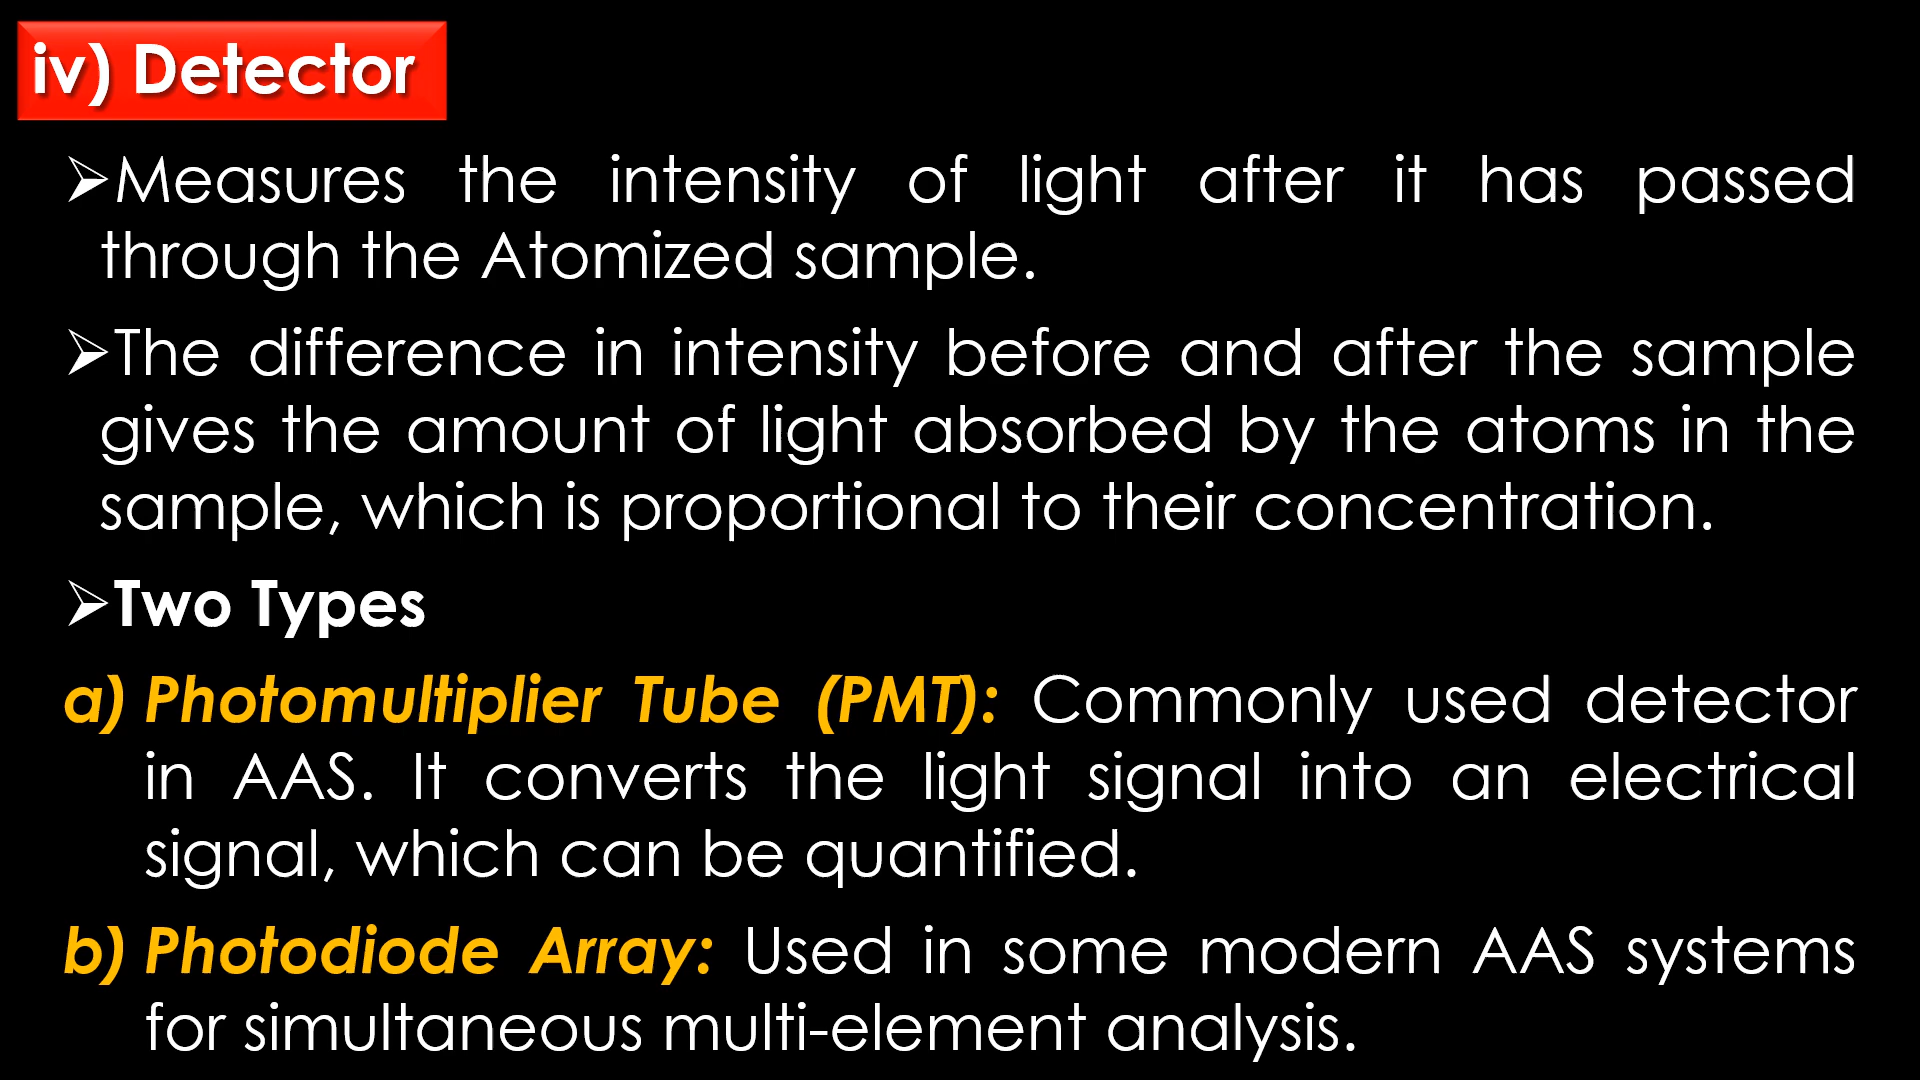 iv) Detector
➢Measures the intensity of light after it has passed
through the Atomized sample.
➢The difference in intensity before and after the sample
gives the amount of light absorbed by the atoms in the
sample, which is proportional to their concentration.
➢Two Types
a) Photomultiplier Tube (PMT): Commonly used detector
in AAS. It converts the light signal into an electrical
signal, which can be quantified.
b) Photodiode Array: Used in some modern AAS systems
for simultaneous multi-element analysis.